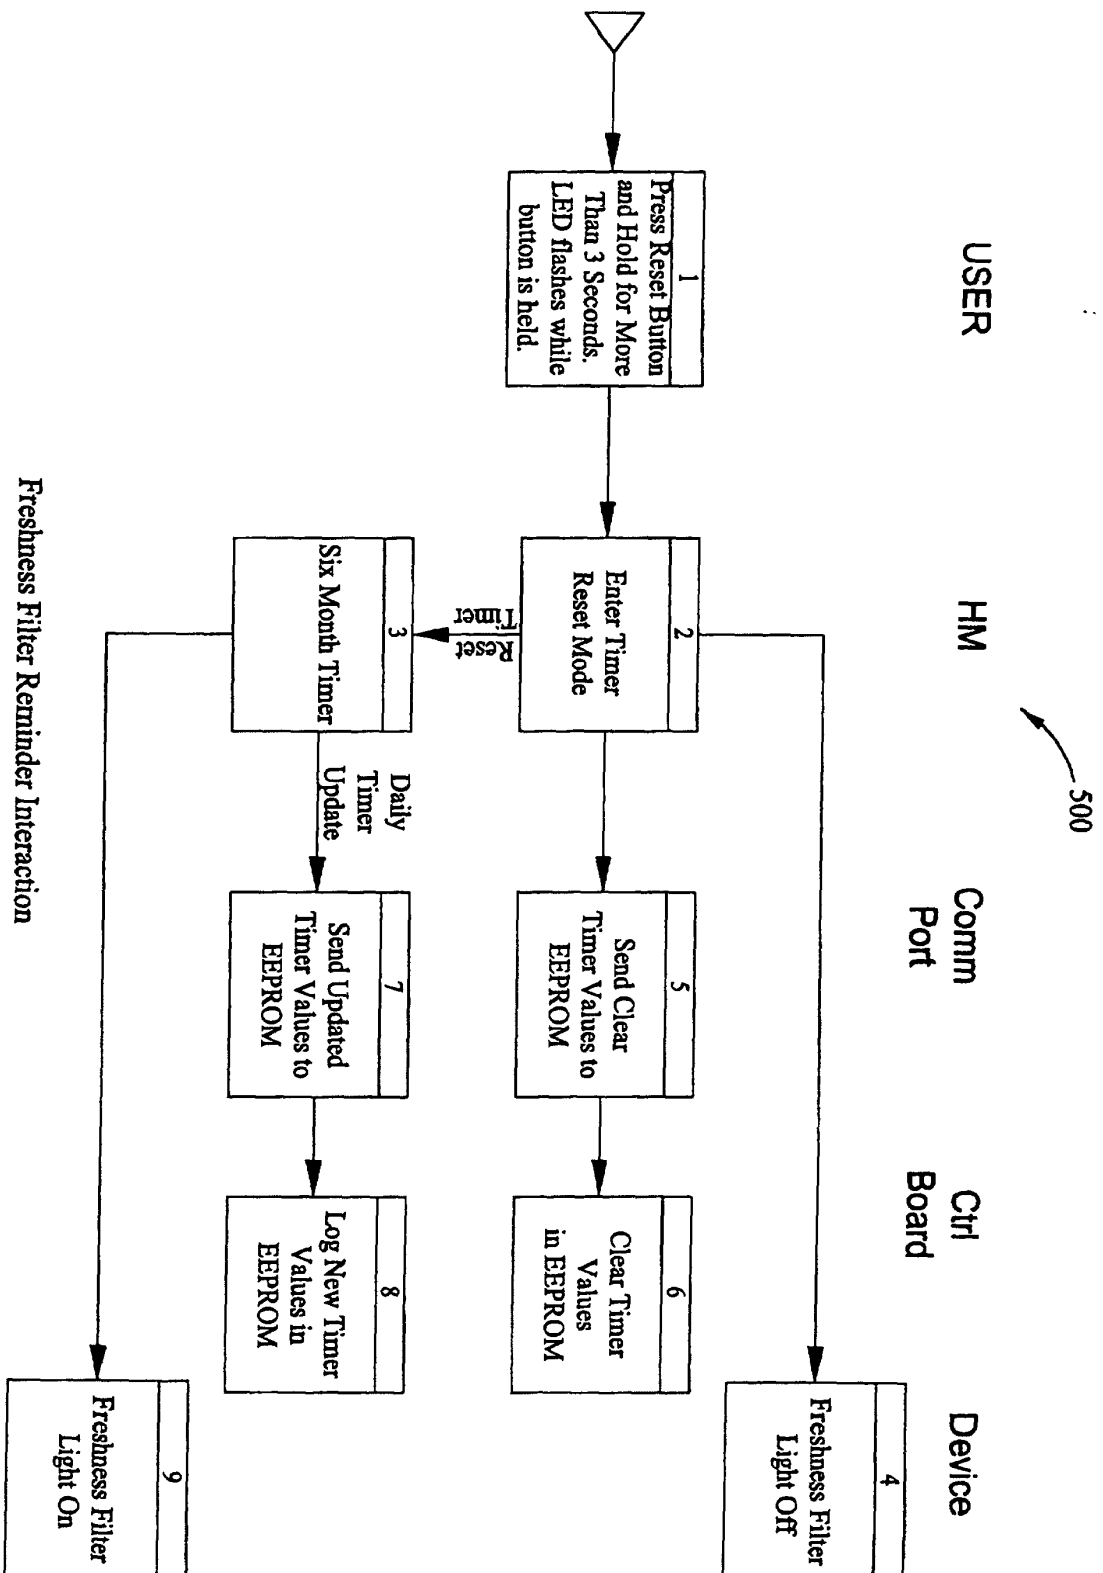 500
USER
HM
Comm
Port
Ctrl
Board
Device
1
Press Reset Button
and Hold for More
Than 3 Seconds.
LED flashes while
button is held.
2
Enter Timer
Reset Mode
Reset
Timer
3
Six Month Timer
Daily
Timer
Update
4
Freshness Filter
Light Off
5
Send Clear
Timer Values to
EEPROM
6
Clear Timer
Values
in EEPROM
7
Send Updated
Timer Values to
EEPROM
8
Log New Timer
Values in
EEPROM
9
Freshness Filter
Light On
Freshness Filter Reminder Interaction